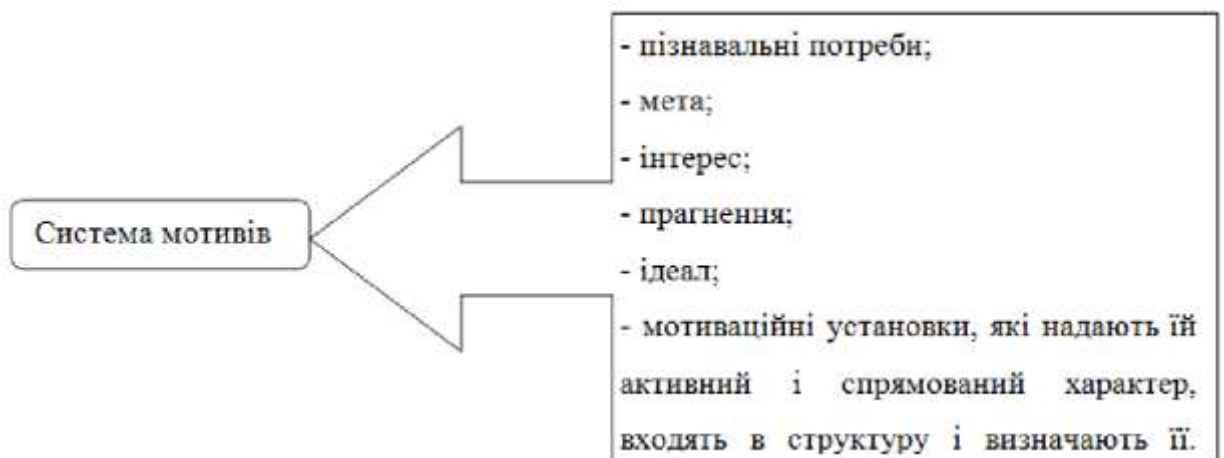 - пізнавальні потреби;
- мета;
- інтерес;
- прагнення;
Система мотивів
- ідеал;
- мотиваційні установки, які надають їй
активний і спрямований характер,
входять в структуру і визначають її.